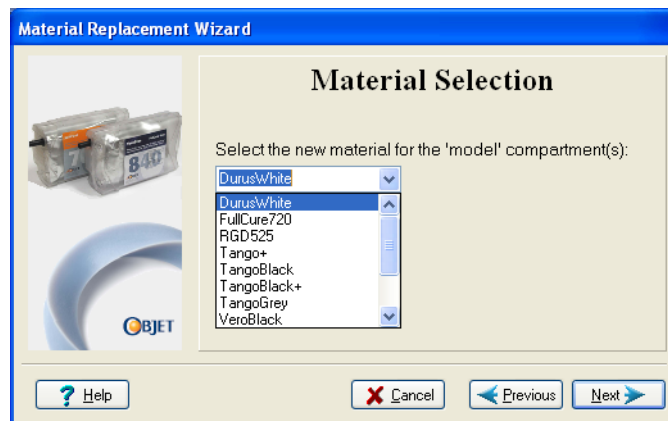 Material Replacement Wizard
Material Selection
Select the new material for the 'model' compartment(s):
DurusWhite
DurusWhite
FullCure720
RGD525
Tango+
TangoBlack
TangoBlack+
TangoGrey
VeroBlack
840
OBJET
? Help
Cancel
Previous
Next